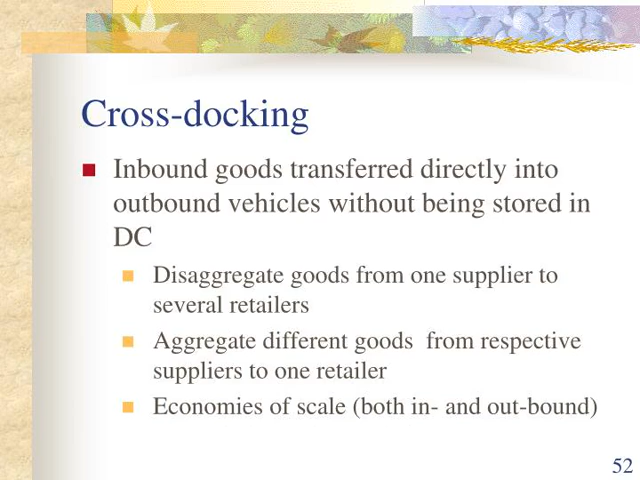 Cross-docking
Inbound goods transferred directly into
outbound vehicles without being stored in
DC
Disaggregate goods from one supplier to
several retailers
Aggregate different goods  from respective
suppliers to one retailer
Economies of scale (both in- and out-bound)
52